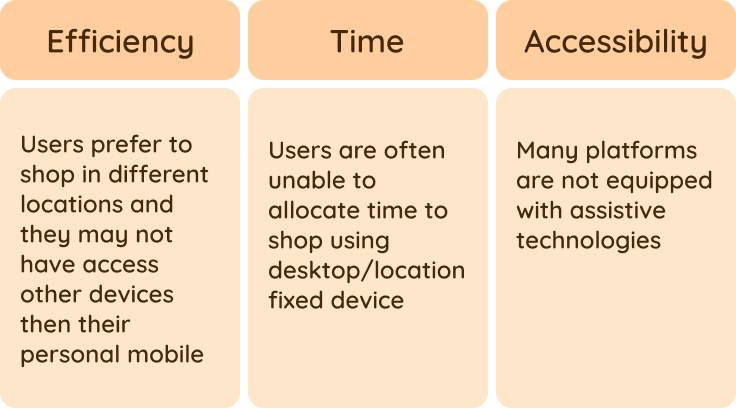 Efficiency
Users prefer to
shop in different
locations and
they may not
have access
other devices
then their
personal mobile
Time
Users are often
unable to
allocate time to
shop using
desktop/location
fixed device
Accessibility
Many platforms
are not equipped
with assistive
technologies